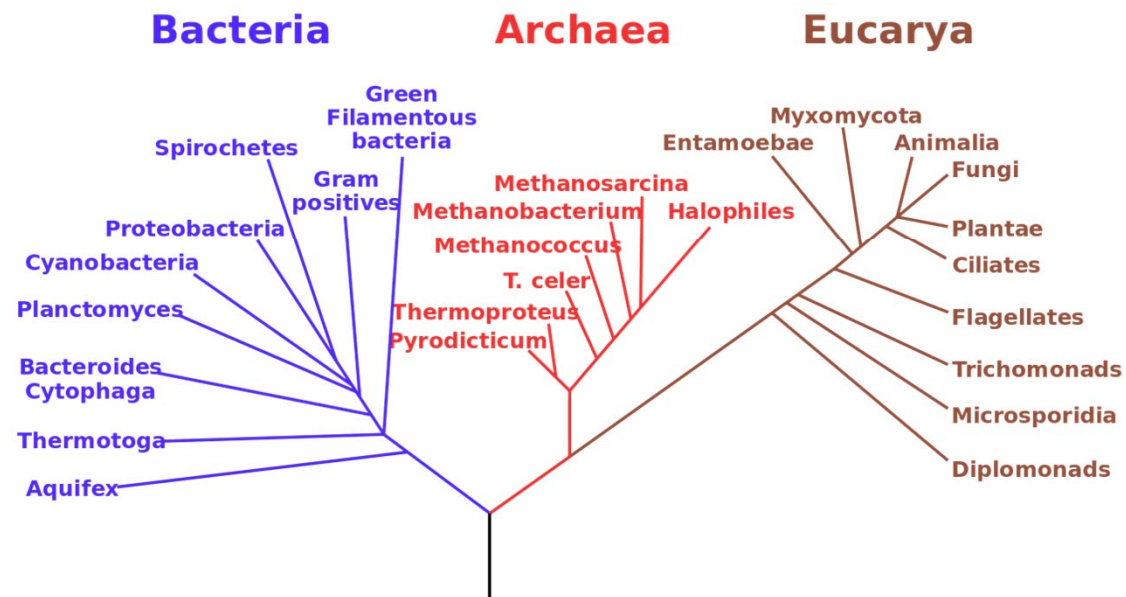 Bacteria
Archaea
Eucarya
Green
Filamentous
bacteria
Spirochetes
Gram
positives
Proteobacteria
Cyanobacteria
Planctomyces
Bacteroides
Cytophaga
Thermotoga
Aquifex
Methanosarcina
Methanobacterium
Halophiles
Methanococcus
T. celer
Thermoproteus
Pyrodicticum
Myxomycota
Entamoebae
Animalia
Fungi
Plantae
Ciliates
Flagellates
Trichomonads
Microsporidia
Diplomonads